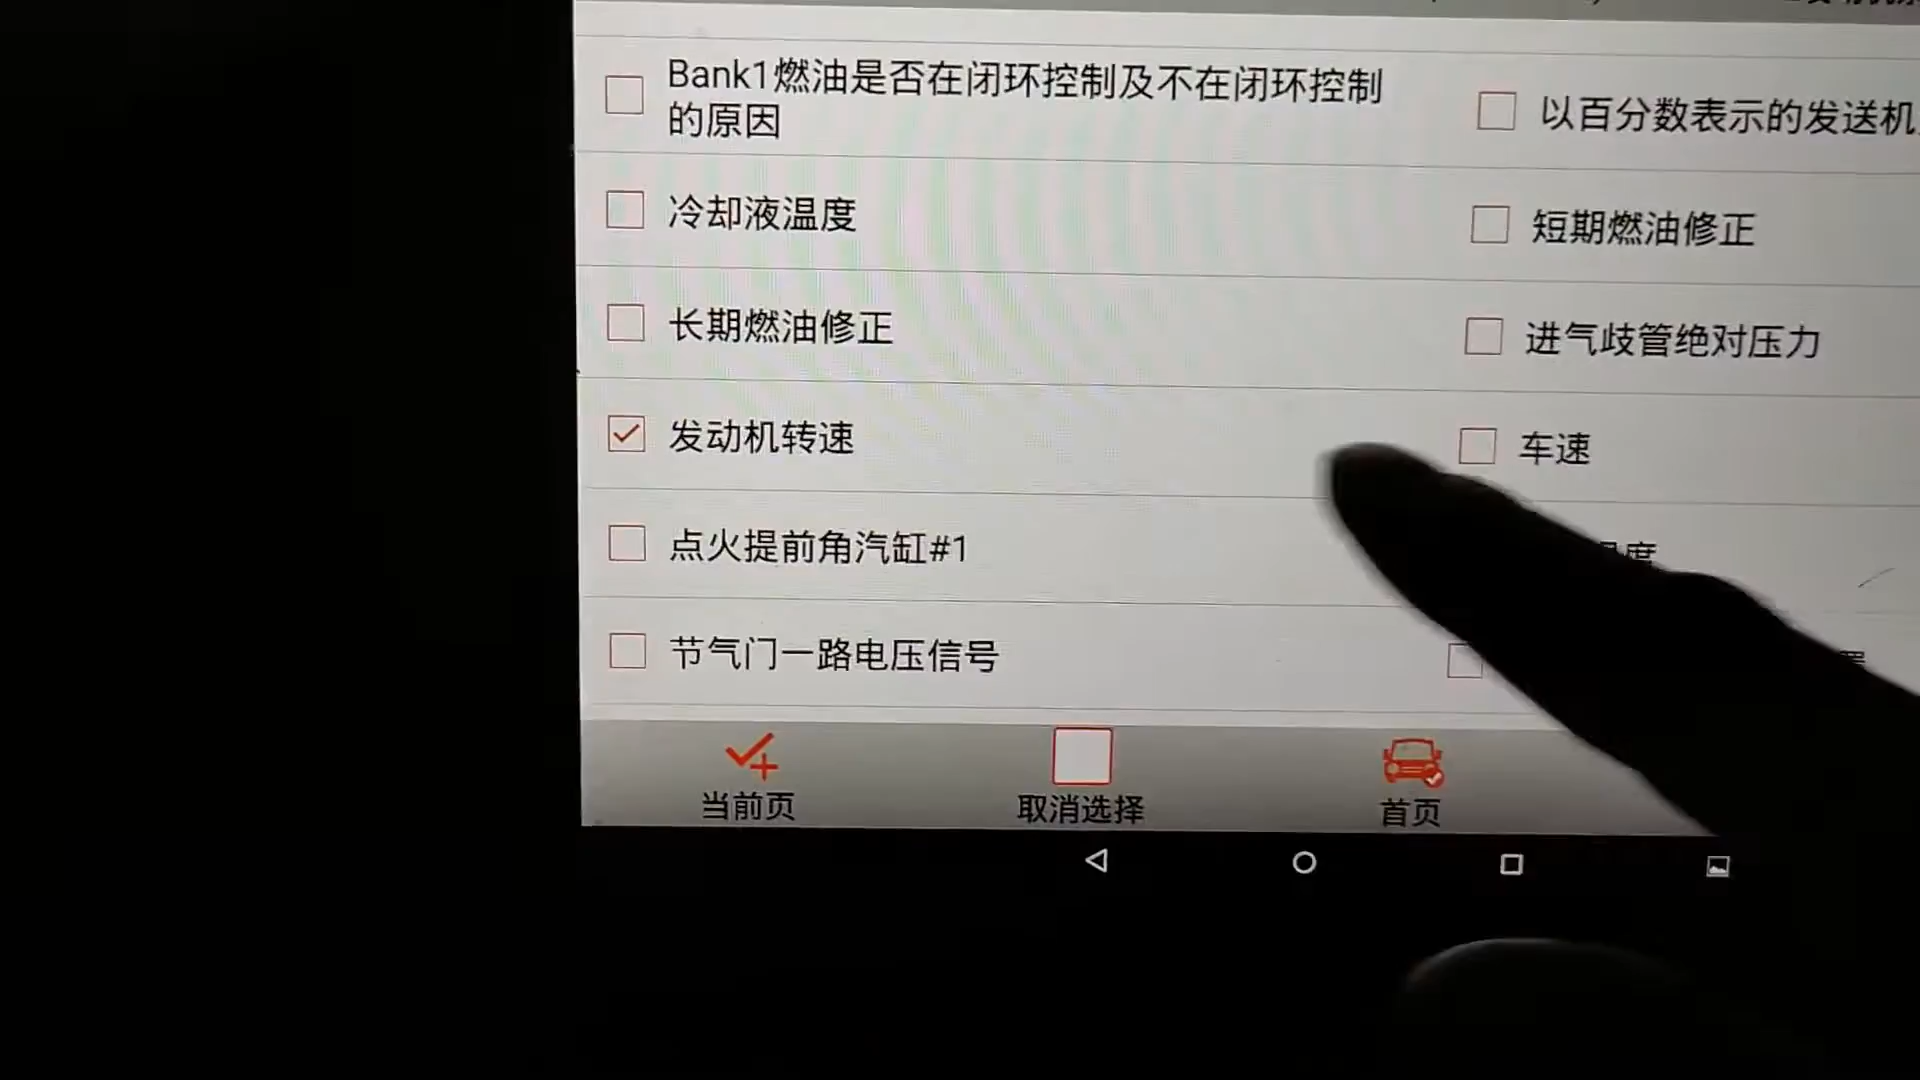 Bank1燃油是否在闭环控制及不在闭环控制
的原因
以百分数表示的发送机
冷却液温度
短期燃油修正
长期燃油修正
进气歧管绝对压力
发动机转速
车速
点火提前角汽缸#1
温度
节气门一路电压信号
当前页
取消选择
首页